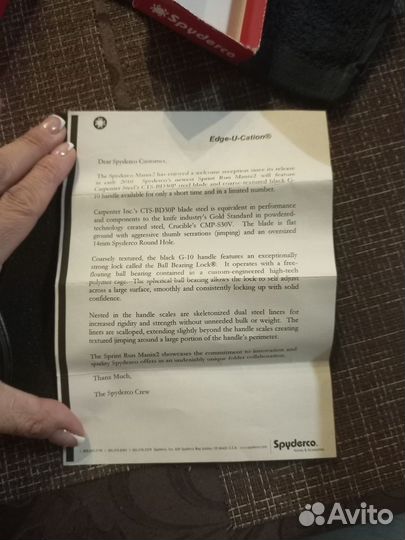 Spyderco
Edge-U-Cation®
Dear Spyderco Customer,
The Spyderco Manix2 has enjoyed a welcome reception since its release
in early 2010. Spyderco's newest Sprint Run Manix2 will feature
Carpenter Steel's CTS-BD30P steel blade and coarse-textured black G-
10 handle available for only a short time and in a limited number.
Carpenter Inc.'s CTS-BD30P blade steel is equivalent in performance
and components to the knife industry's Gold Standard in powdered-
technology created steel, Crucible's CMP-S30V. The blade is flat
ground with aggressive thumb serrations (jimping) and an oversized
14mm Spyderco Round Hole.
Coarsely textured, the black G-10 handle features an exceptionally
strong lock called the Ball Bearing Lock®. It operates with a free-
floating ball bearing contained in a custom-engineered high-tech
polymer cage. The spherical ball bearing allows the lock to self adjust
across a large surface, smoothly and consistently locking up with solid
confidence.
Nested in the handle scales are skeletonized dual steel liners for
increased rigidity and strength without unneeded bulk or weight. The
liners are scalloped, extending slightly beyond the handle scales creating
textured jimping around a large portion of the handle's perimeter.
The Sprint Run Manix2 showcases the commitment to innovation and
quality Spyderco offers in an undeniably unique folder collaboration.
Thanx Much,
The Spyderco Crew
Spyderco.
Avito